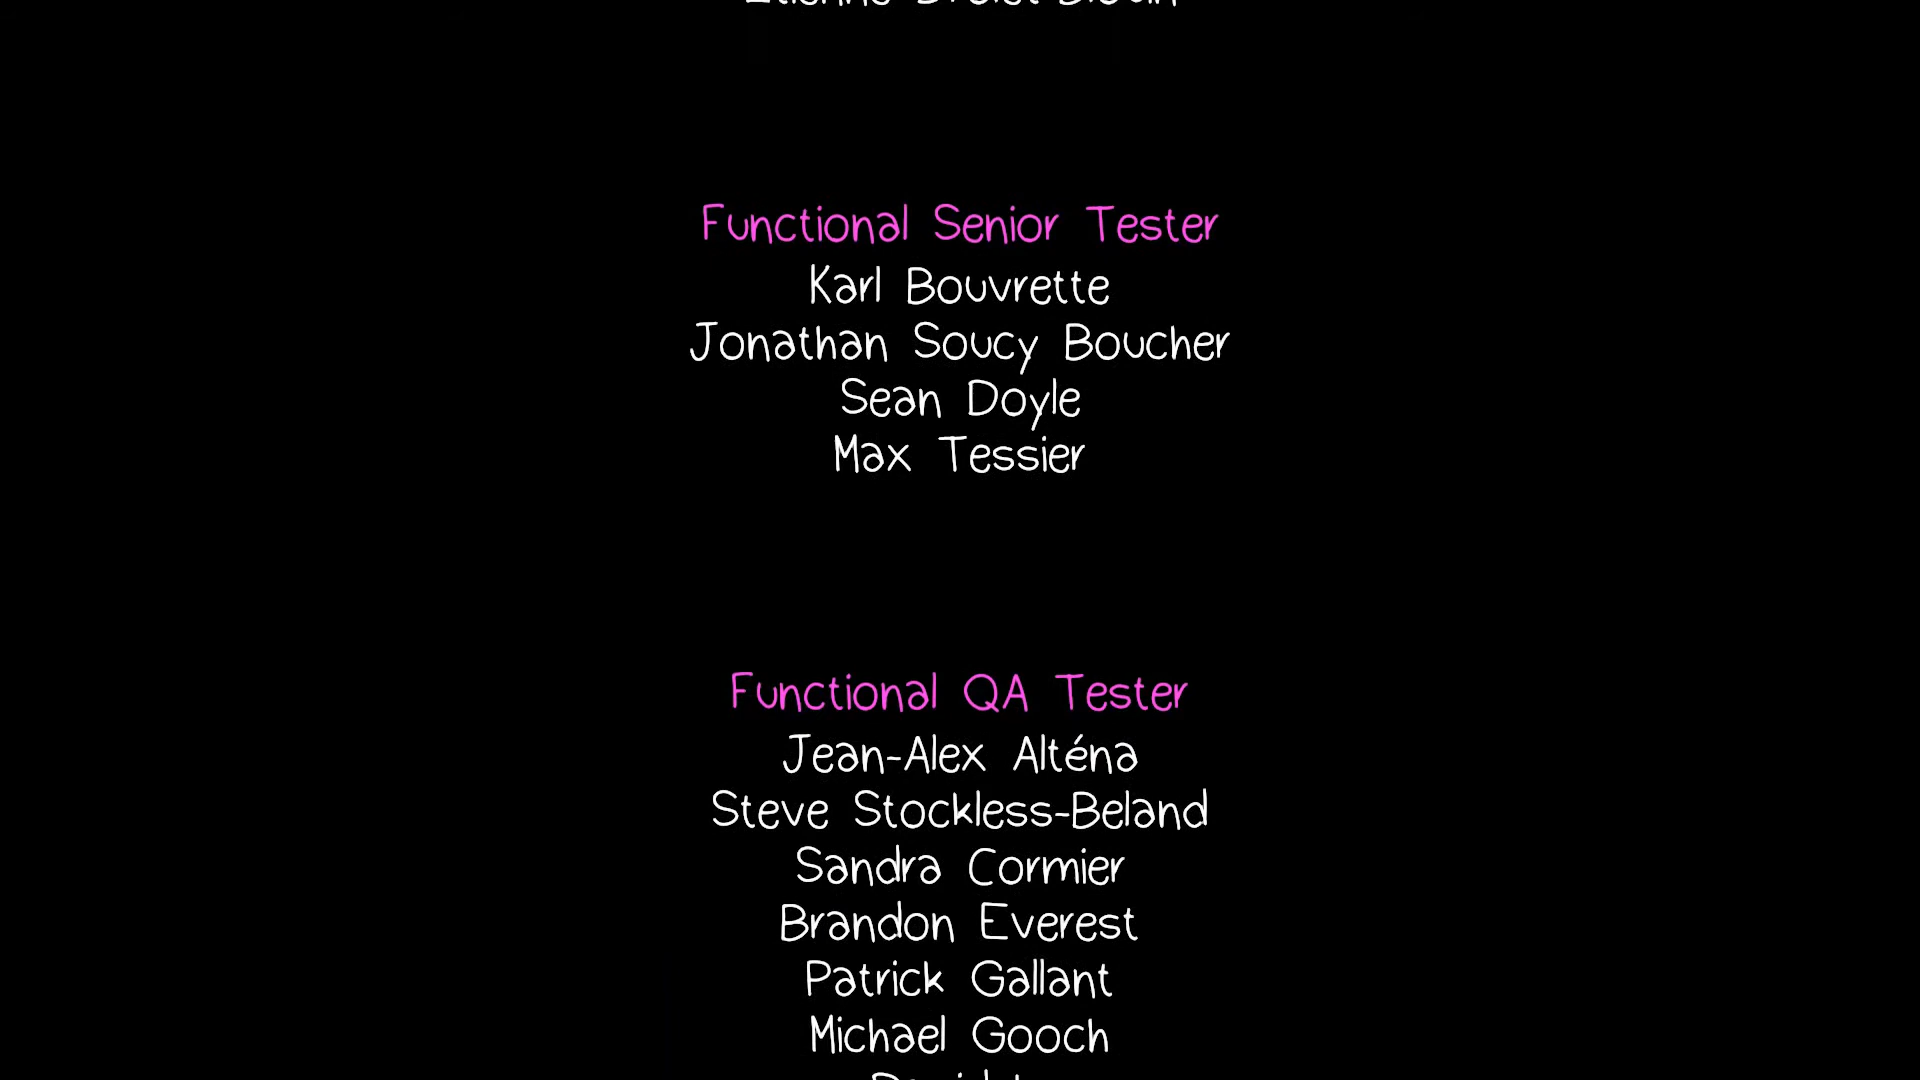 Functional Senior Tester
Karl Bouvrette
Jonathan Soucy Boucher
Sean Doyle
Max Tessier
Functional QA Tester
Jean-Alex Alténa
Steve Stockless-Beland
Sandra Cormier
Brandon Everest
Patrick Gallant
Michael Gooch